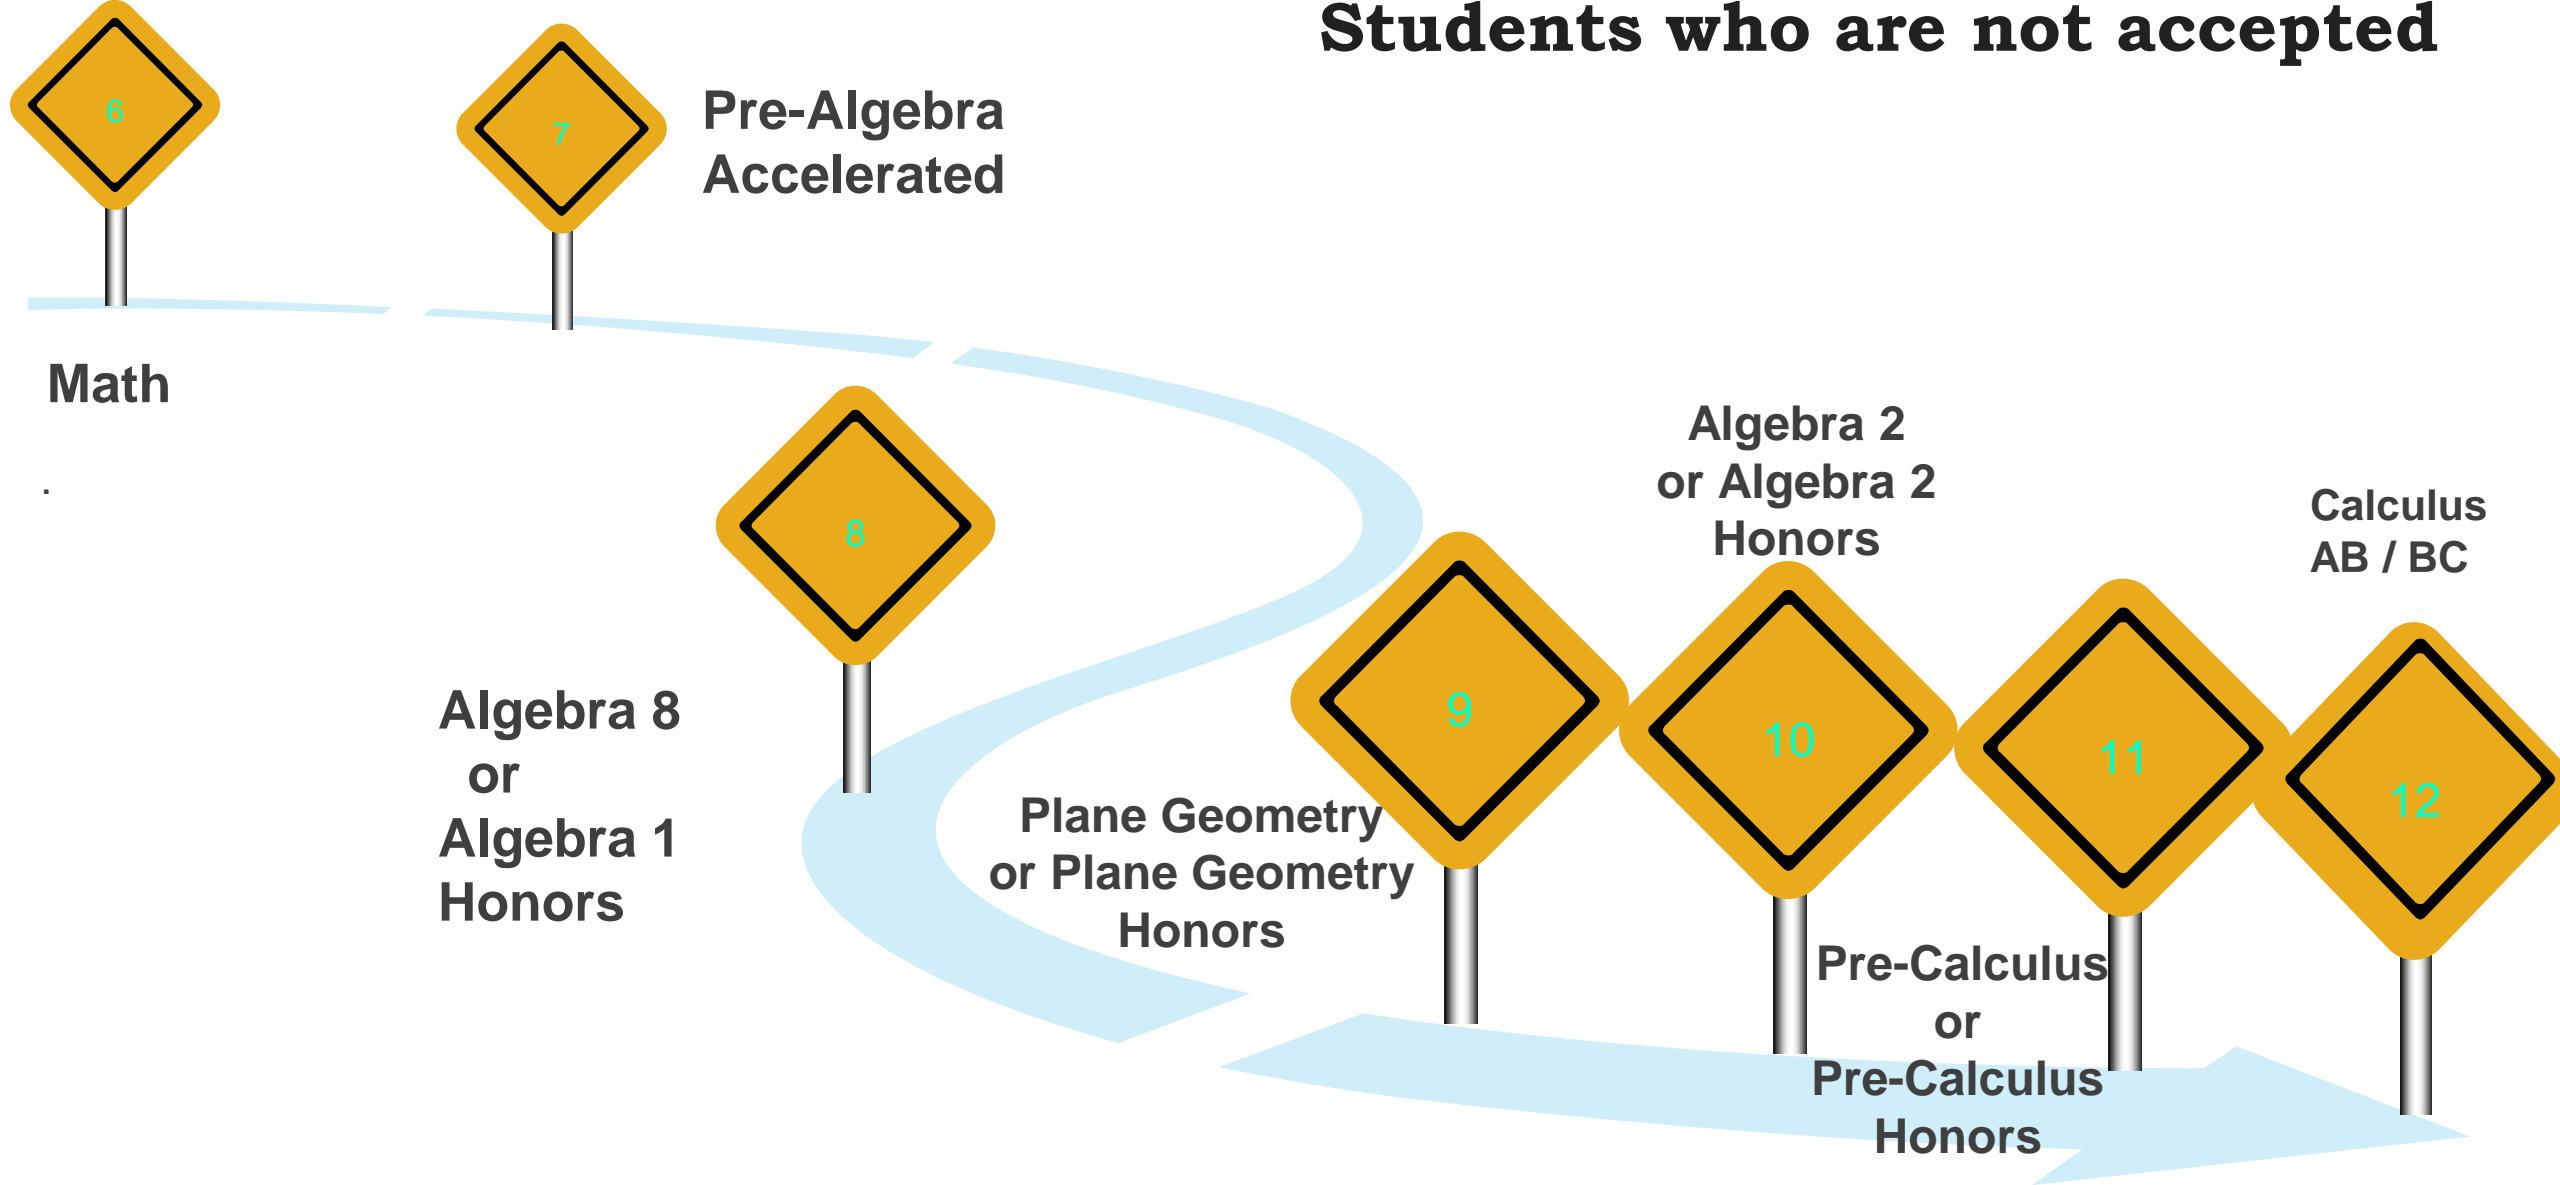 Students who are not accepted
6
7
Pre-Algebra
Accelerated
Math
.
8
Algebra 8
or
Algebra 1
Honors
9
Plane Geometry
or Plane Geometry
Honors
Algebra 2
or Algebra 2
Honors
10
11
Pre-Calculus
or
Pre-Calculus
Honors
Calculus
AB / BC
12